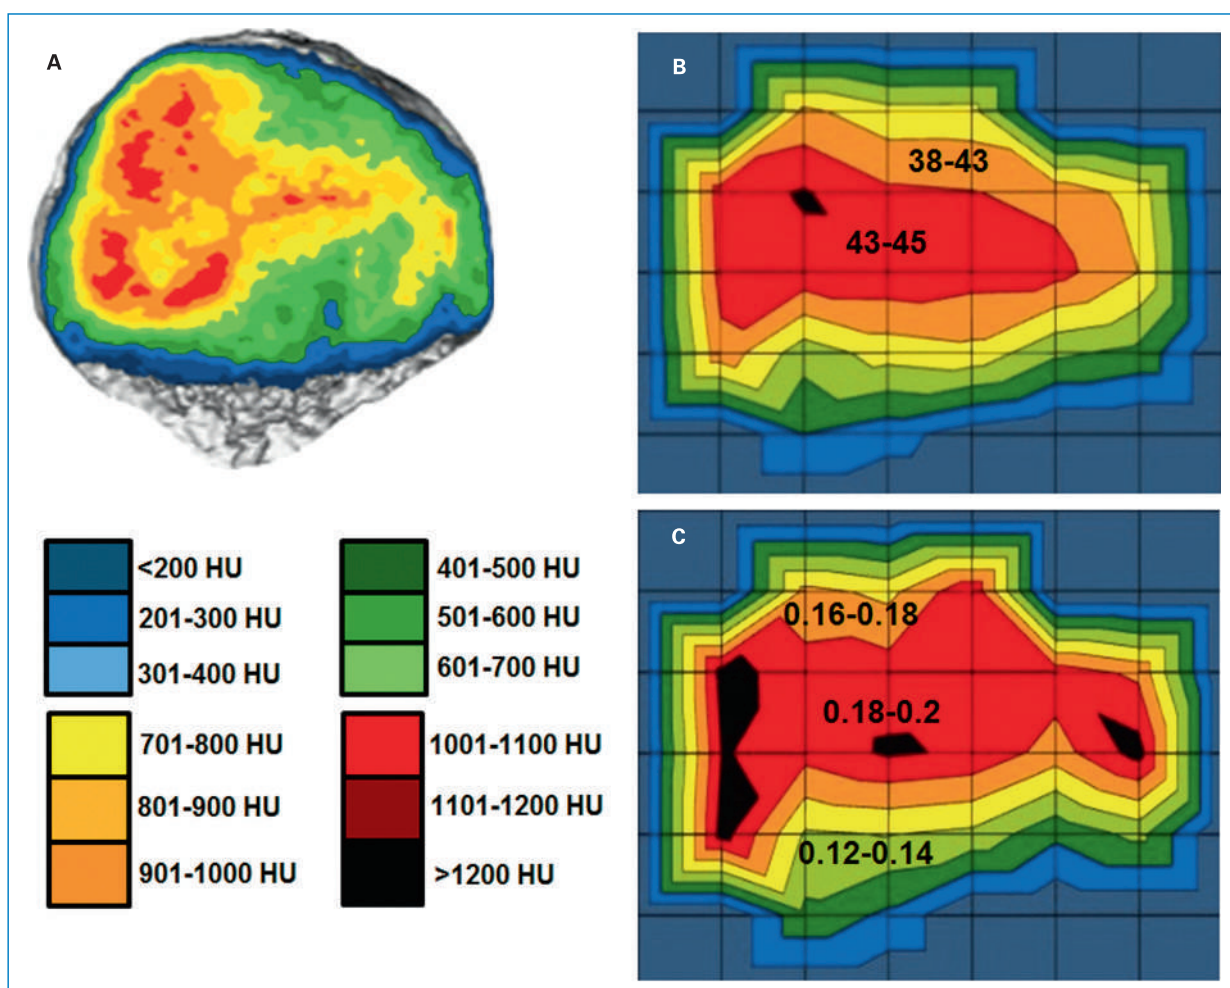 A
B
38-43
43-45
C
0.16-0.18
0.18-0.2
0.12-0.14
<200 HU
201-300 HU
301-400 HU
701-800 HU
801-900 HU
901-1000 HU
401-500 HU
501-600 HU
601-700 HU
1001-1100 HU
1101-1200 HU
>1200 HU